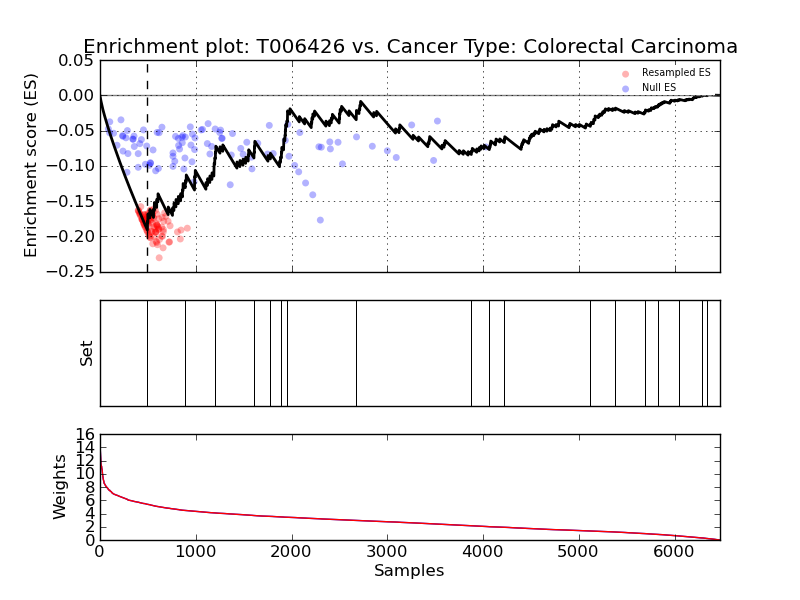 Enrichment plot: T006426 vs. Cancer Type: Colorectal Carcinoma
0.05
0.00
−0.05
−0.10
−0.15
−0.20
−0.25
Enrichment score (ES)
Resampled ES
Null ES
Set
16
14
12
10
8
6
4
2
0
Weights
0 1000 2000 3000 4000 5000 6000
Samples